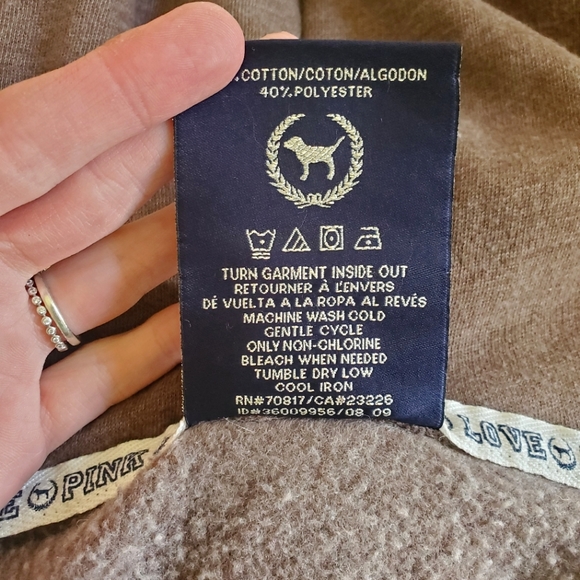 COTTON/COTON/ALGODON
40% POLYESTER
TURN GARMENT INSIDE OUT
RETOURNER À L'ENVERS
DÉ VUELTA A LA ROPA AL REVÉS
MACHINE WASH COLD
GENTLE CYCLE
ONLY NON-CHLORINE
BLEACH WHEN NEEDED
TUMBLE DRY LOW
COOL IRON
RN#70817/CA#23226
ID#36009956/08_09
PINK
LOVE